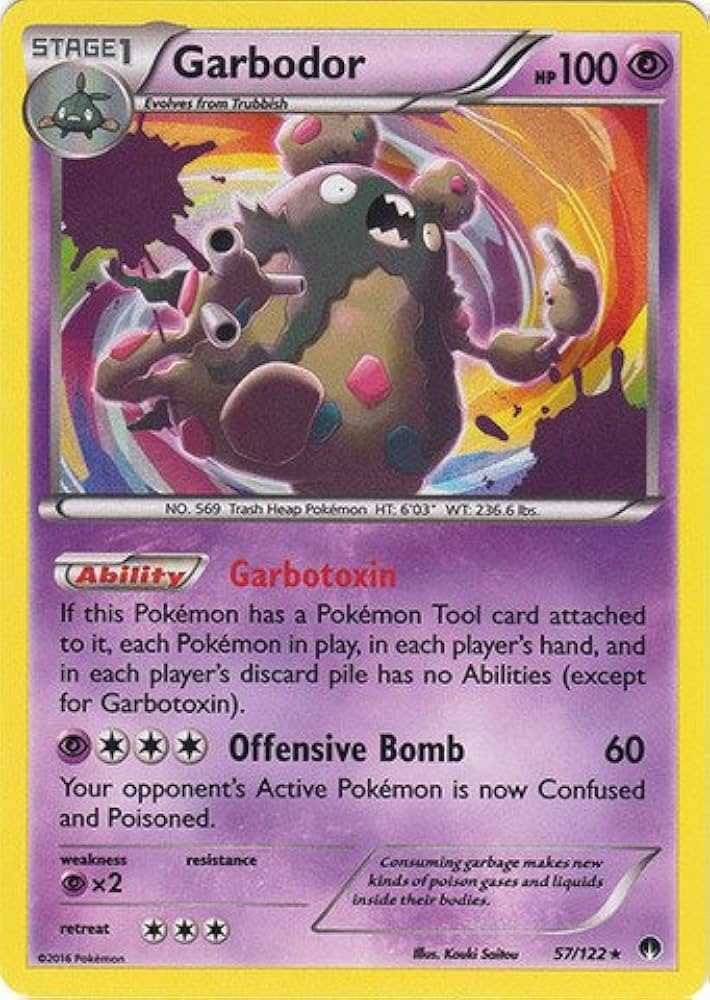 STAGE1
Garbodor
HP100
Evolves from Trubbish
NO. 569 Trash Heap Pokémon HT: 6'03" WT: 236.6 lbs.
Ability Garbotoxin
If this Pokémon has a Pokémon Tool card attached
to it, each Pokémon in play, in each player's hand, and
in each player's discard pile has no Abilities (except
for Garbotoxin).
Offensive Bomb 60
Your opponent's Active Pokémon is now Confused
and Poisoned.
weakness resistance
×2
retreat
Consuming garbage makes new
kinds of poison gases and liquids
inside their bodies.
©2016 Pokémon
Illus. Kouki Saitou
57/122 ★